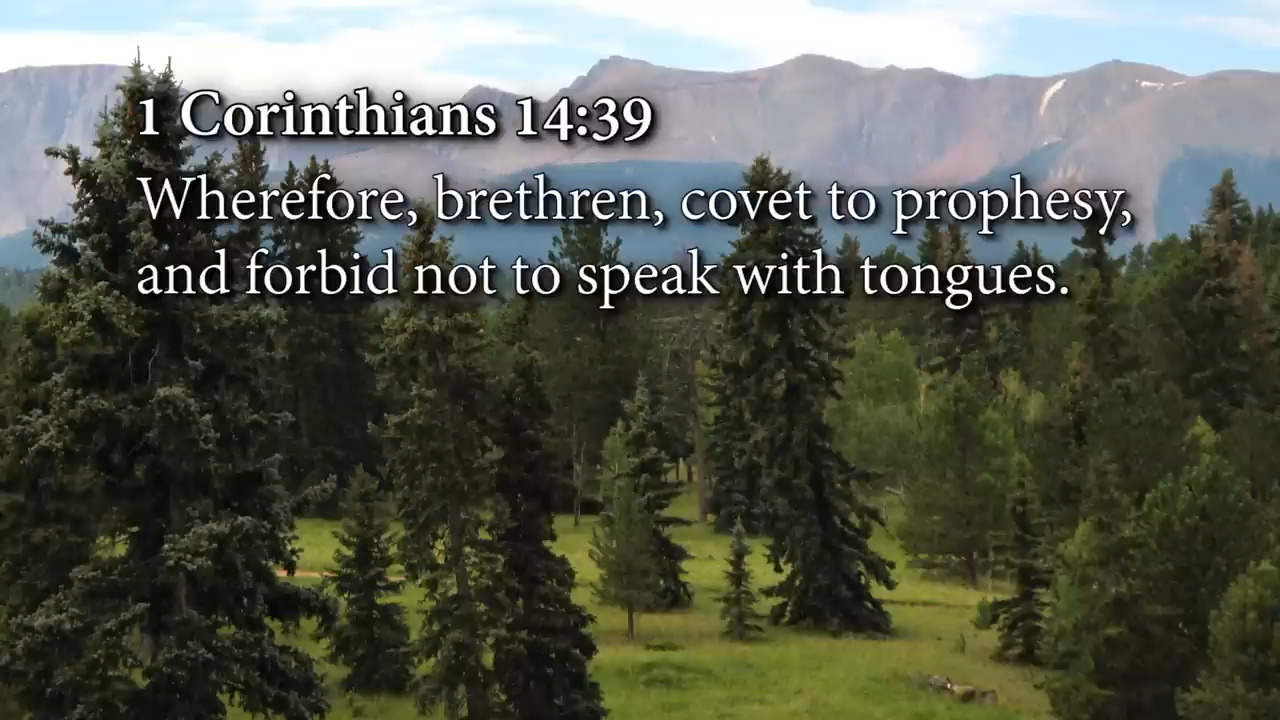 1 Corinthians 14:39
Wherefore, brethren, covet to prophesy,
and forbid not to speak with tongues.